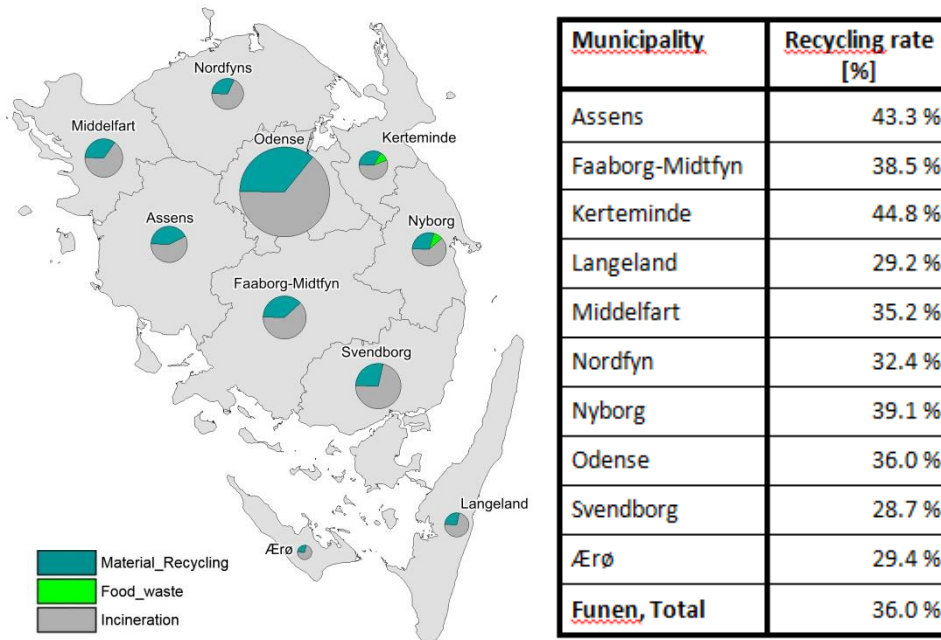 Nordfyns
Middelfart
Odense
Kerteminde
Assens
Nyborg
Faaborg-Midtfyn
Svendborg
Langeland
Ærø
Material_Recycling
Food_waste
Incineration
Municipality Recycling rate
[%]
Assens 43.3 %
Faaborg-Midtfyn 38.5 %
Kerteminde 44.8 %
Langeland 29.2 %
Middelfart 35.2 %
Nordfyn 32.4 %
Nyborg 39.1 %
Odense 36.0 %
Svendborg 28.7 %
Ærø 29.4 %
Funen, Total 36.0 %